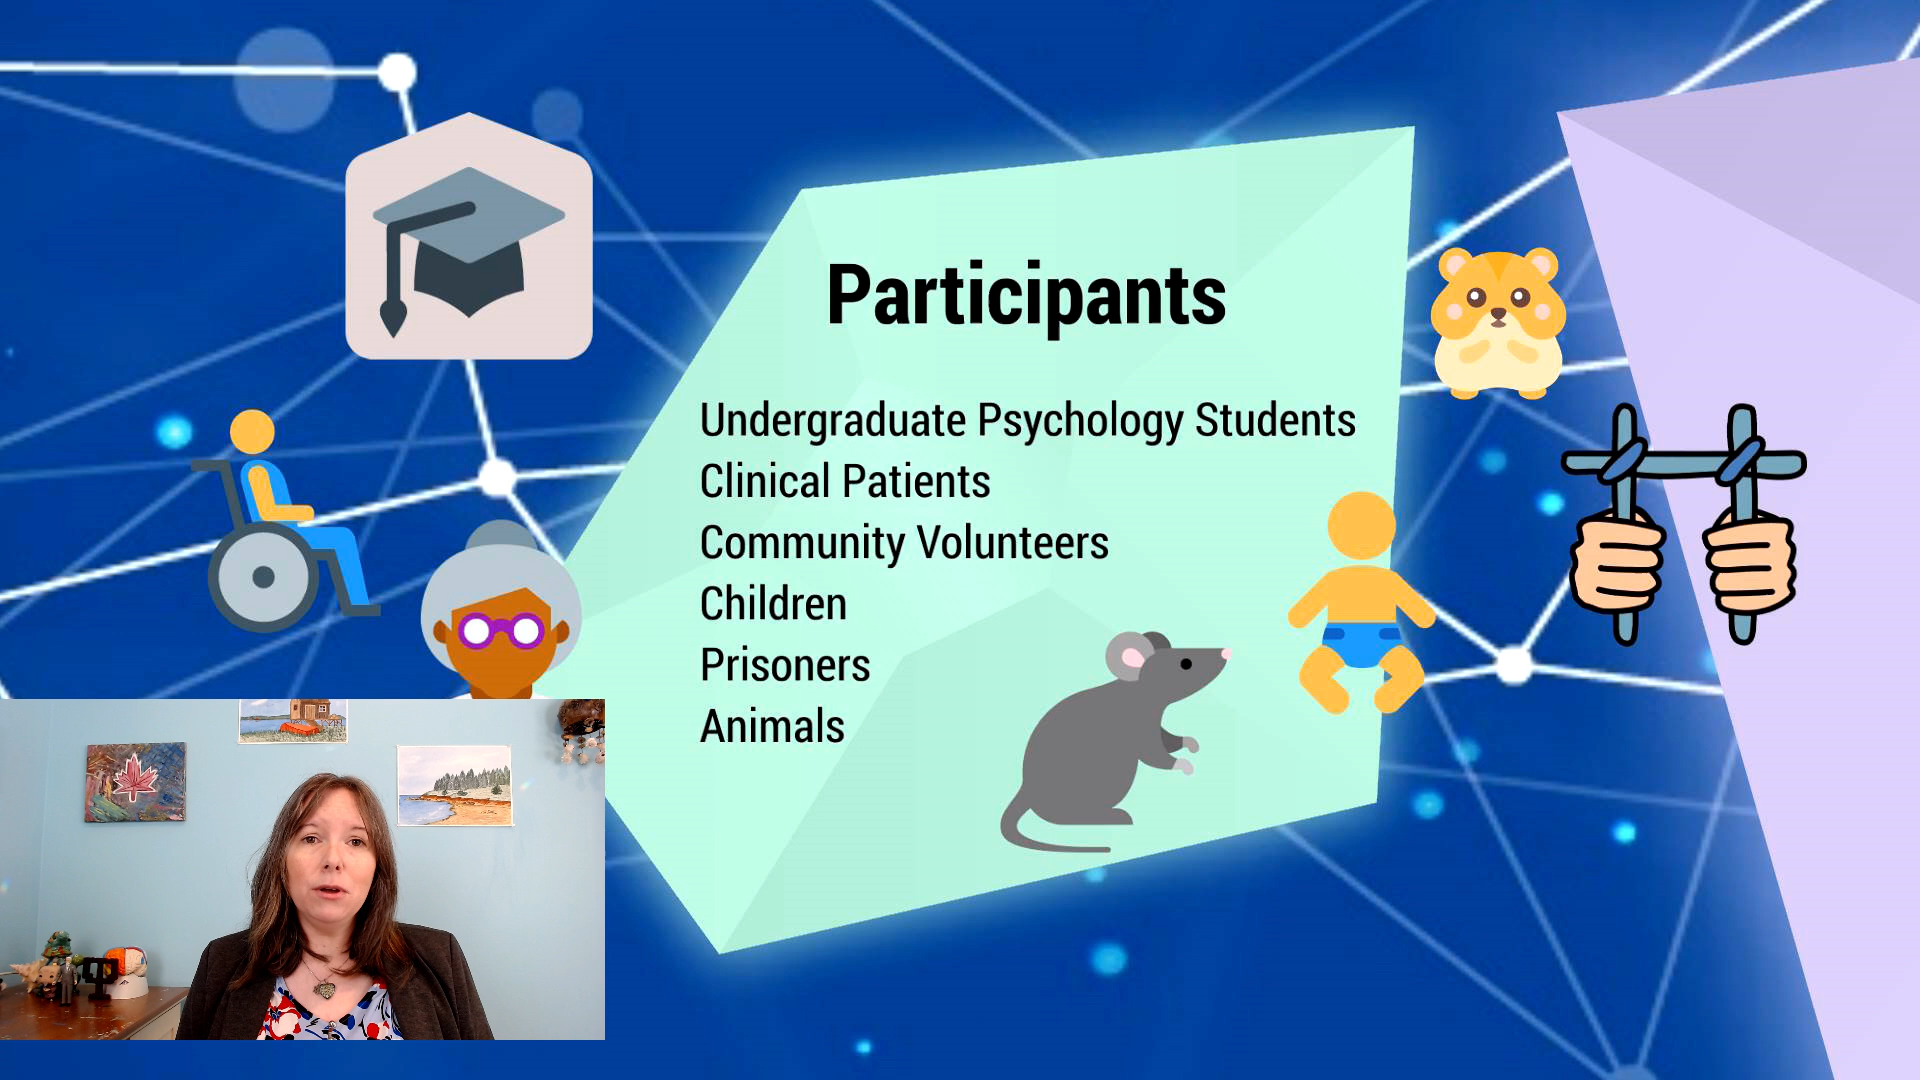 Participants
Undergraduate Psychology Students
Clinical Patients
Community Volunteers
Children
Prisoners
Animals